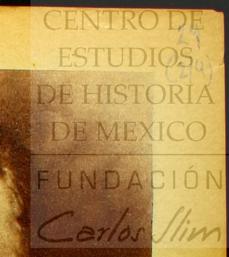 CENTRO DE
ESTUDIOS
DE HISTORIA
DE MEXICO
FUNDACIÓN
Carlos Slim